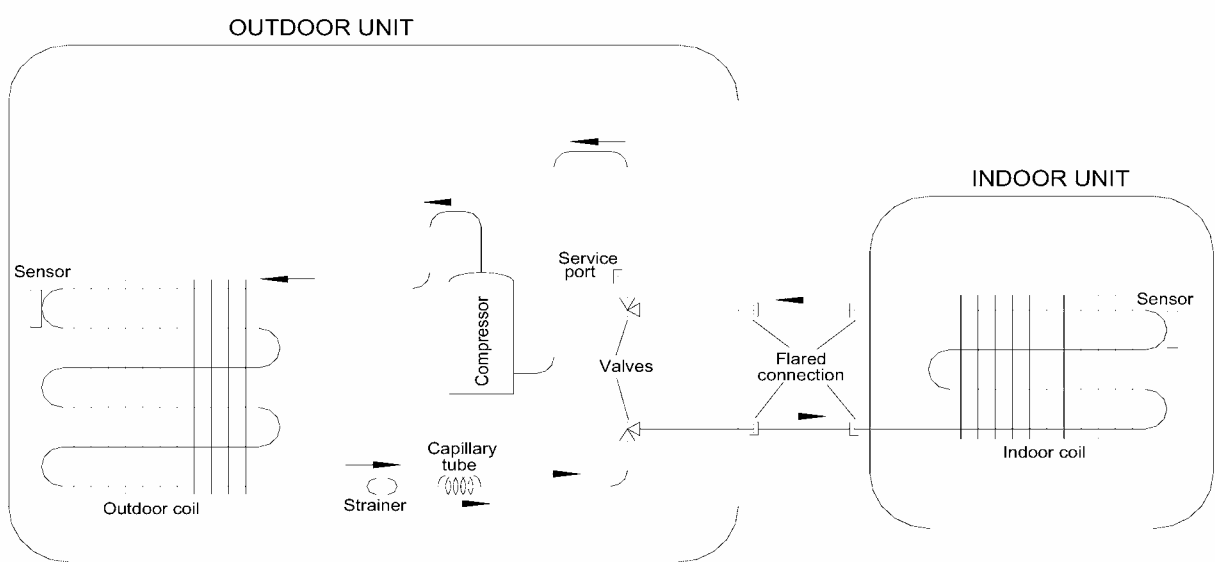 OUTDOOR UNIT
INDOOR UNIT
Sensor
Service
port
Compressor
Valves
Flared
connection
Sensor
Capillary
tube
Strainer
Outdoor coil
Indoor coil